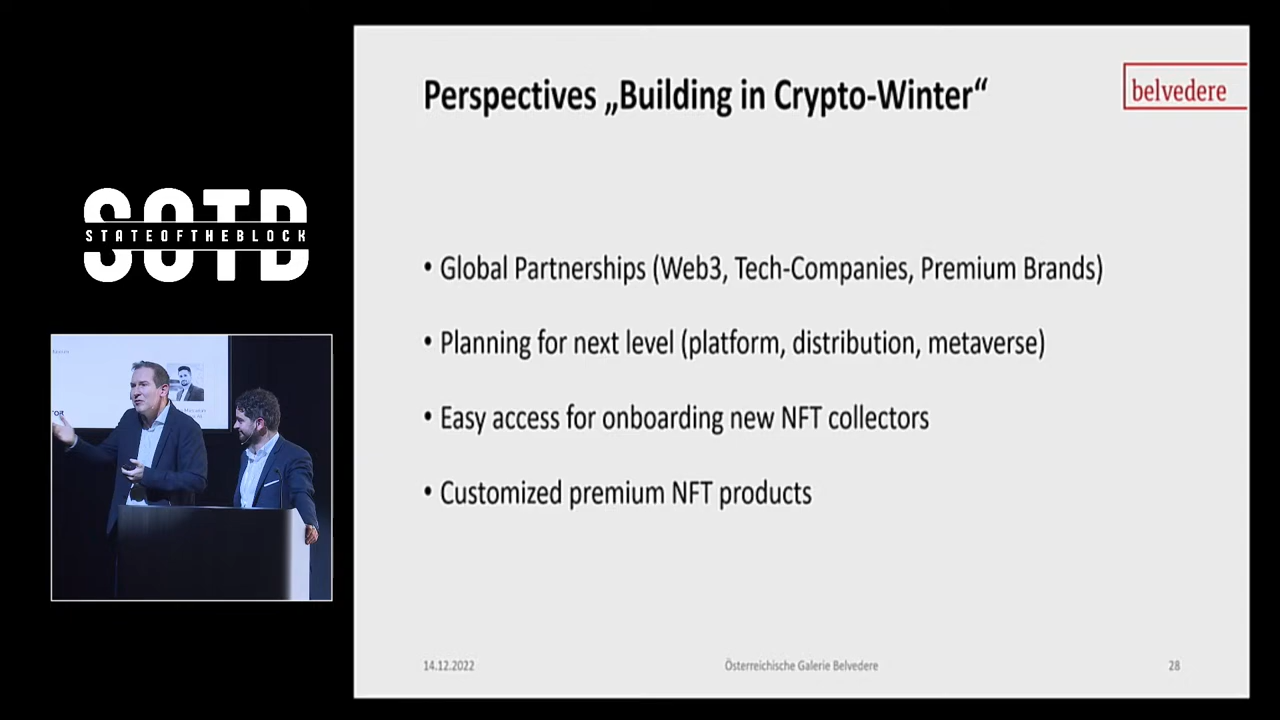 Perspectives „Building in Crypto-Winter“
belvedere
SOTB
STATEOFTHEBLOCK
• Global Partnerships (Web3, Tech-Companies, Premium Brands)
• Planning for next level (platform, distribution, metaverse)
• Easy access for onboarding new NFT collectors
• Customized premium NFT products
14.12.2022
Österreichische Galerie Belvedere
28